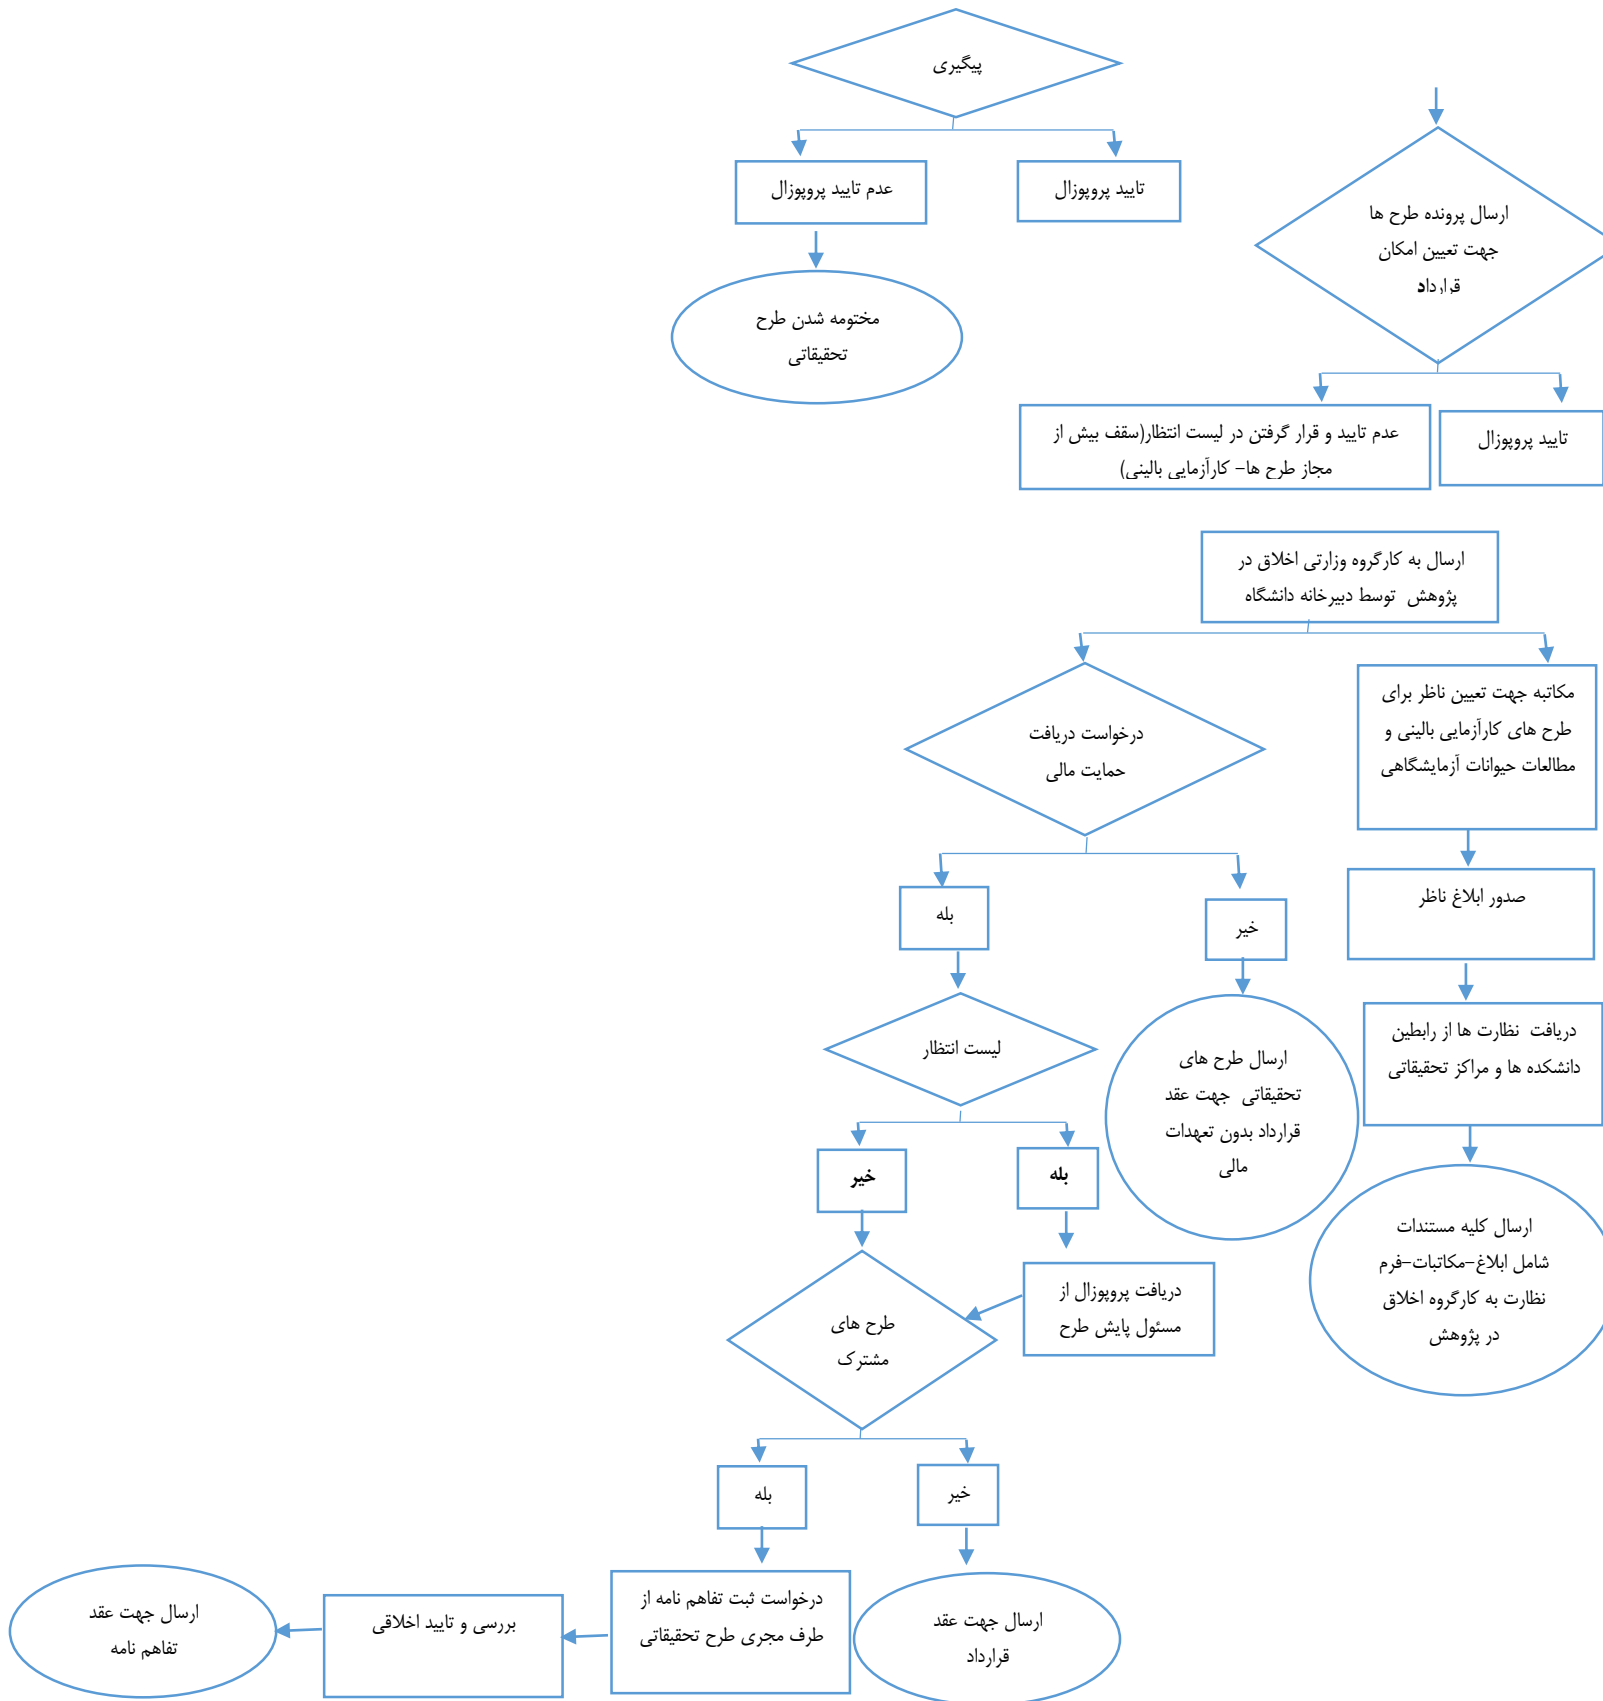 پیگیری
تایید پروپوزال
عدم تایید پروپوزال
مختومه شدن طرح
تحقیقاتی
ارسال پرونده طرح ها
جهت تعیین امکان
قرارداد
تایید پروپوزال
عدم تایید و قرار گرفتن در لیست انتظار(سقف بیش از
مجاز طرح ها- کارآزمایی بالینی)
ارسال به کارگروه وزارتی اخلاق در
پژوهش توسط دبیرخانه دانشگاه
مکاتبه جهت تعیین ناظر برای
طرح های کارآزمایی بالینی و
مطالعات حیوانات آزمایشگاهی
درخواست دریافت
حمایت مالی
صدور ابلاغ ناظر
خیر
بله
دریافت نظارت ها از رابطین
دانشکده ها و مراکز تحقیقاتی
ارسال طرح های
تحقیقاتی جهت عقد
قرارداد بدون تعهدات
مالی
لیست انتظار
بله
خیر
ارسال کلیه مستندات
شامل ابلاغ-مکاتبات-فرم
نظارت به کارگروه اخلاق
در پژوهش
دریافت پروپوزال از
مسئول پایش طرح
طرح های
مشترک
خیر
بله
ارسال جهت عقد
قرارداد
درخواست ثبت تفاهم نامه از
طرف مجری طرح تحقیقاتی
بررسی و تایید اخلاقی
ارسال جهت عقد
تفاهم نامه